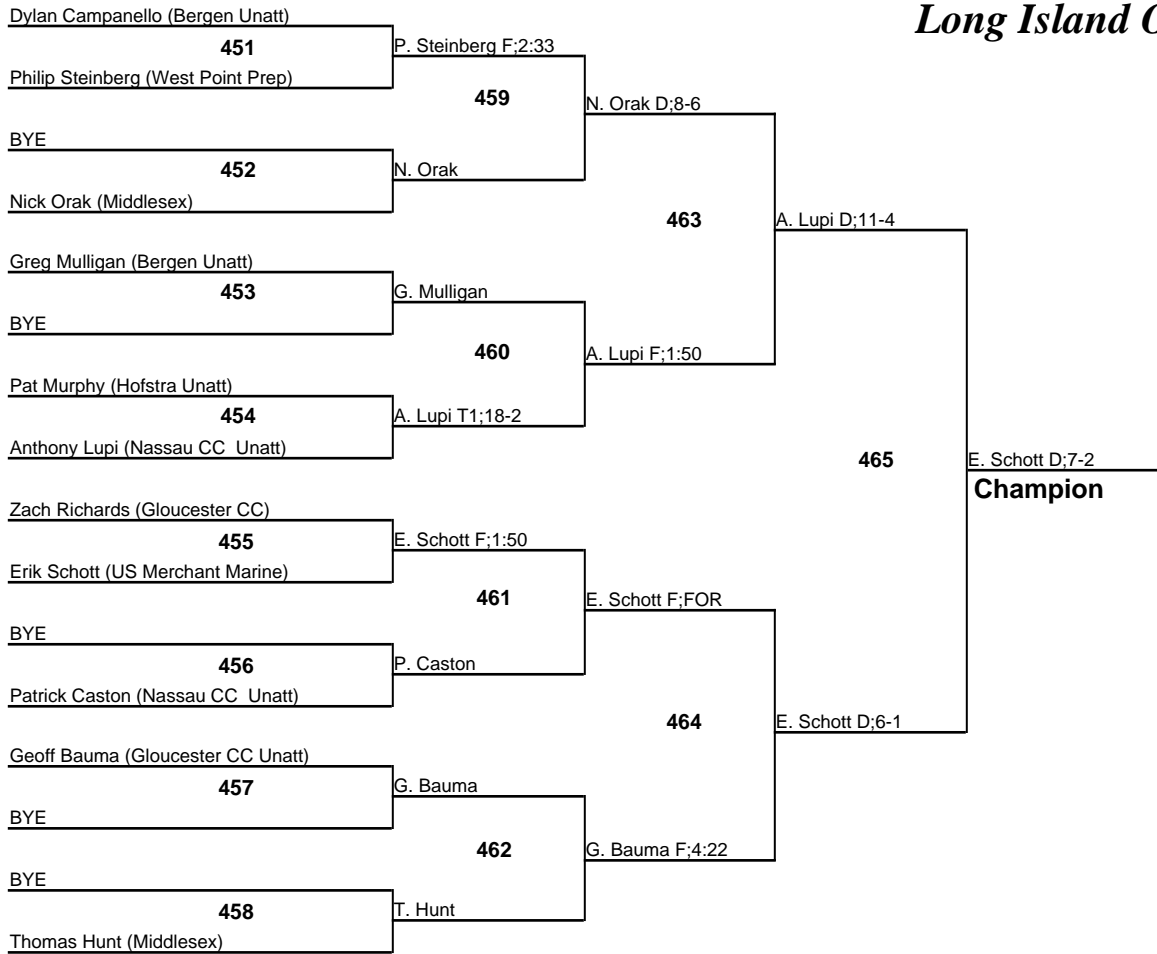 Long Island O
Dylan Campanello (Bergen Unatt)
451
P. Steinberg F;2:33
Philip Steinberg (West Point Prep)
459
N. Orak D;8-6
BYE
452
N. Orak
Nick Orak (Middlesex)
463
A. Lupi D;11-4
Greg Mulligan (Bergen Unatt)
453
G. Mulligan
BYE
460
A. Lupi F;1:50
Pat Murphy (Hofstra Unatt)
454
A. Lupi T1;18-2
Anthony Lupi (Nassau CC  Unatt)
465
E. Schott D;7-2
Champion
Zach Richards (Gloucester CC)
455
E. Schott F;1:50
Erik Schott (US Merchant Marine)
461
E. Schott F;FOR
BYE
456
P. Caston
Patrick Caston (Nassau CC  Unatt)
464
E. Schott D;6-1
Geoff Bauma (Gloucester CC Unatt)
457
G. Bauma
BYE
462
G. Bauma F;4:22
BYE
458
T. Hunt
Thomas Hunt (Middlesex)